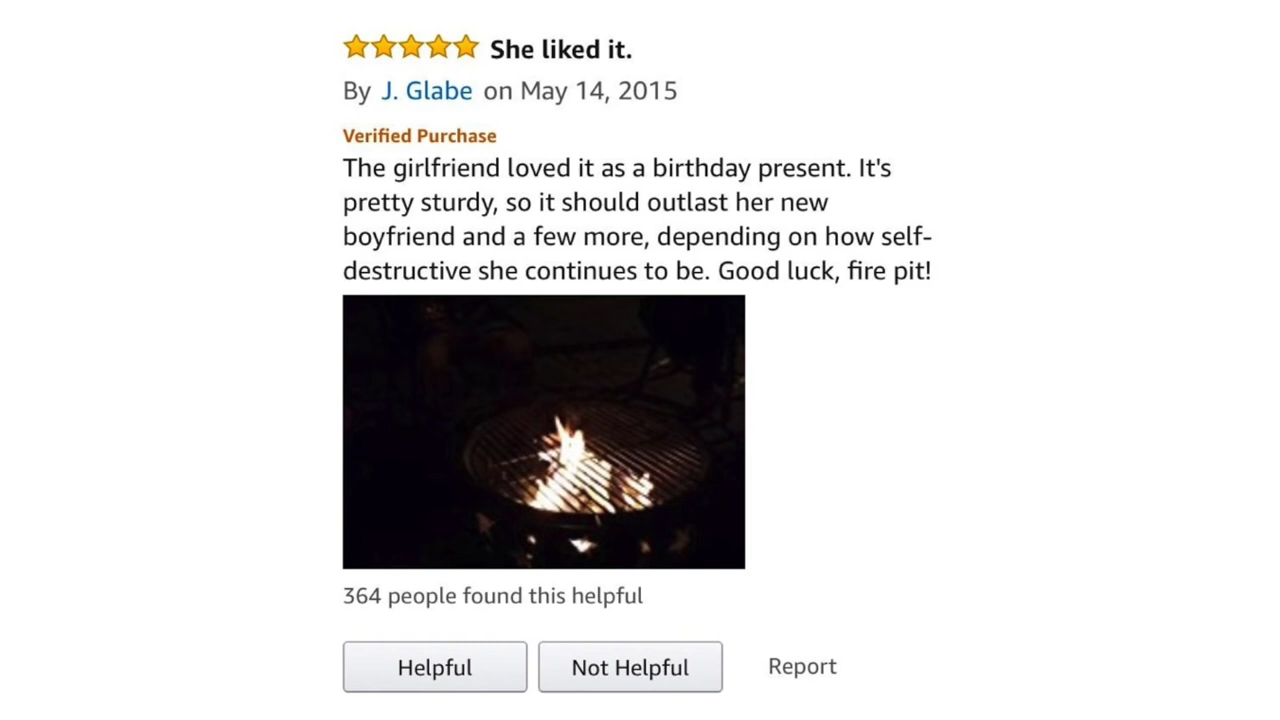 She liked it.
By J. Glabe on May 14, 2015
Verified Purchase
The girlfriend loved it as a birthday present. It's
pretty sturdy, so it should outlast her new
boyfriend and a few more, depending on how self-
destructive she continues to be. Good luck, fire pit!
364 people found this helpful
Helpful Not Helpful Report